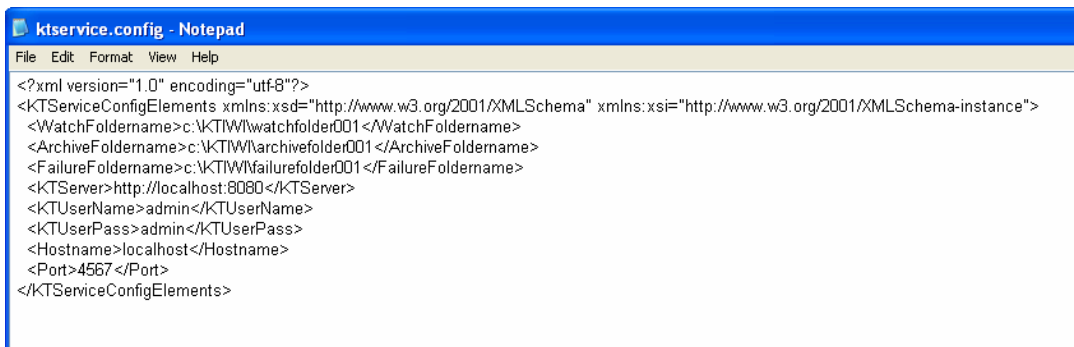 ktservice.config - Notepad
File Edit Format View Help
<?xml version="1.0" encoding="utf-8"?>
<KTServiceConfigElements xmlns:xsd="http://www.w3.org/2001/XMLSchema" xmlns:xsi="http://www.w3.org/2001/XMLSchema-instance">
<WatchFoldername>c:\KTIWI\watchfolder001</WatchFoldername>
<ArchiveFoldername>c:\KTIWI\archivefolder001</ArchiveFoldername>
<FailureFoldername>c:\KTIWI\failurefolder001</FailureFoldername>
<KTServer>http://localhost:8080</KTServer>
<KTUserName>admin</KTUserName>
<KTUserPass>admin</KTUserPass>
<Hostname>localhost</Hostname>
<Port>4567</Port>
</KTServiceConfigElements>